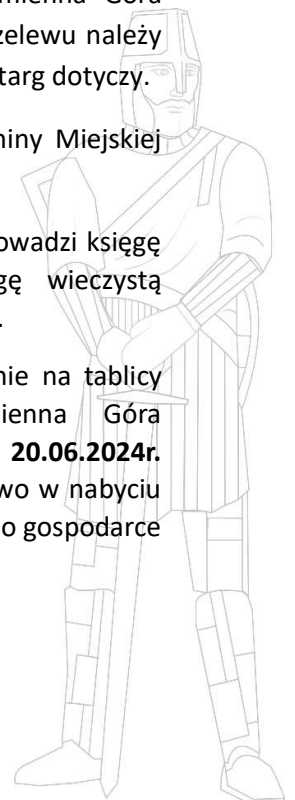 mienna Góra
zelewu należy
targ dotyczy.
niny Miejskiej
owadzi księgę
gę wieczystą
.
nie na tablicy
ienna Góra
20.06.2024r.
wo w nabyciu
o gospodarce